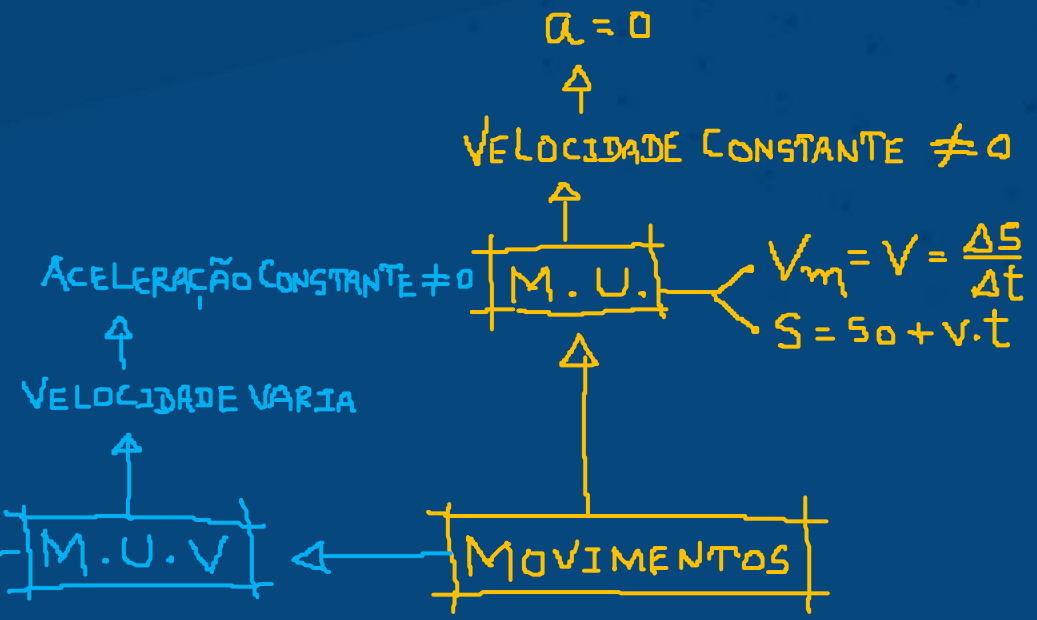 a = 0
VELOCIDADE CONSTANTE ≠ 0
ACELERAÇÃO CONSTANTE ≠ 0
M.U.
Vm = V = ΔS/Δt
S = So + v.t
VELOCIDADE VARIA
M.U.V
MOVIMENTOS